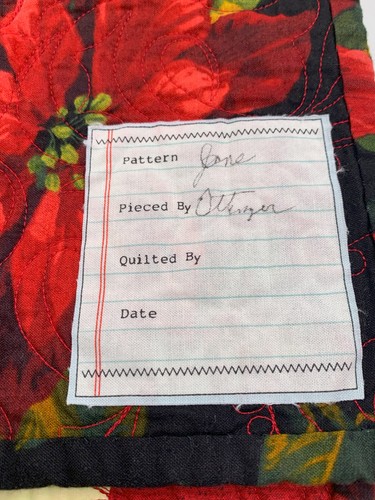 Pattern Jane
Pieced By Ottinger
Quilted By
Date